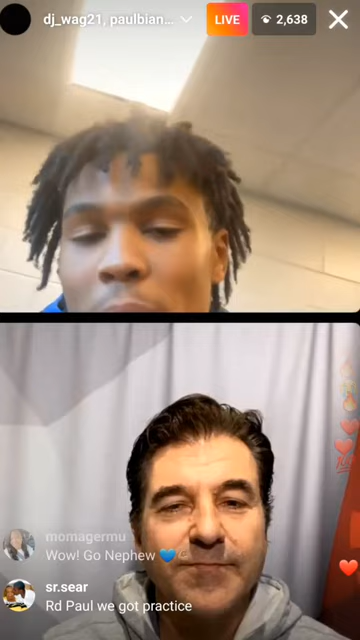 dj_wag21, paulbian...
LIVE
2,638
momagermu
Wow! Go Nephew 💙
sr.sear
Rd Paul we got practice